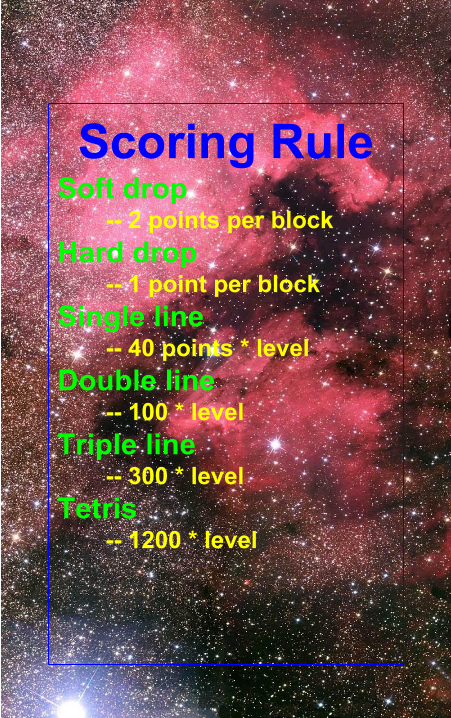 Scoring Rule
Soft drop
-- 2 points per block
Hard drop
-- 1 point per block
Single line
-- 40 points * level
Double line
-- 100 * level
Triple line
-- 300 * level
Tetris
-- 1200 * level